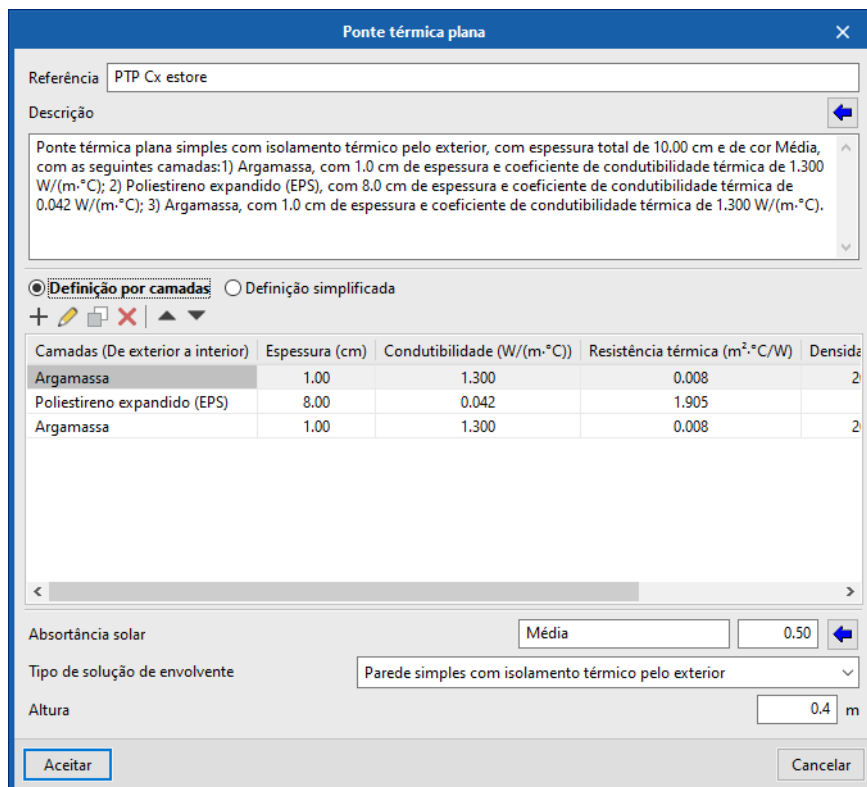 Ponte térmica plana
Referência PTP Cx estore
Descrição
Ponte térmica plana simples com isolamento térmico pelo exterior, com espessura total de 10.00 cm e de cor Média,
com as seguintes camadas:1) Argamassa, com 1.0 cm de espessura e coeficiente de condutibilidade térmica de 1.300
W/(m·°C); 2) Poliestireno expandido (EPS), com 8.0 cm de espessura e coeficiente de condutibilidade térmica de
0.042 W/(m·°C); 3) Argamassa, com 1.0 cm de espessura e coeficiente de condutibilidade térmica de 1.300 W/(m·°C).
Definição por camadas Definição simplificada
Camadas (De exterior a interior) Espessura (cm) Condutibilidade (W/(m·°C)) Resistência térmica (m²·°C/W) Densida
Argamassa 1.00 1.300 0.008 2
Poliestireno expandido (EPS) 8.00 0.042 1.905
Argamassa 1.00 1.300 0.008 2
Absortância solar Média 0.50
Tipo de solução de envolvente Parede simples com isolamento térmico pelo exterior
Altura 0.4 m
Aceitar Cancelar